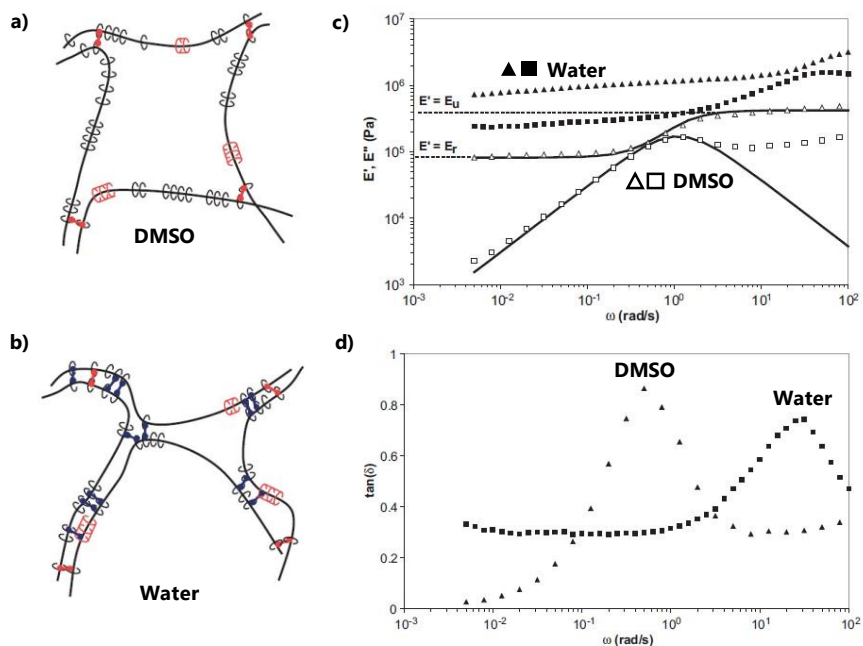 a)
DMSO
b)
Water
c)
10⁷
10⁶
10⁵
10⁴
10³
E', E" (Pa)
▲■ Water
E' = Eᵤ
E' = Eᵣ
△□ DMSO
10⁻³ 10⁻² 10⁻¹ 10⁰ 10¹ 10²
ω (rad/s)
d)
1
0.8
0.6
0.4
0.2
0
tan(δ)
DMSO
Water
10⁻³ 10⁻² 10⁻¹ 10⁰ 10¹ 10²
ω (rad/s)